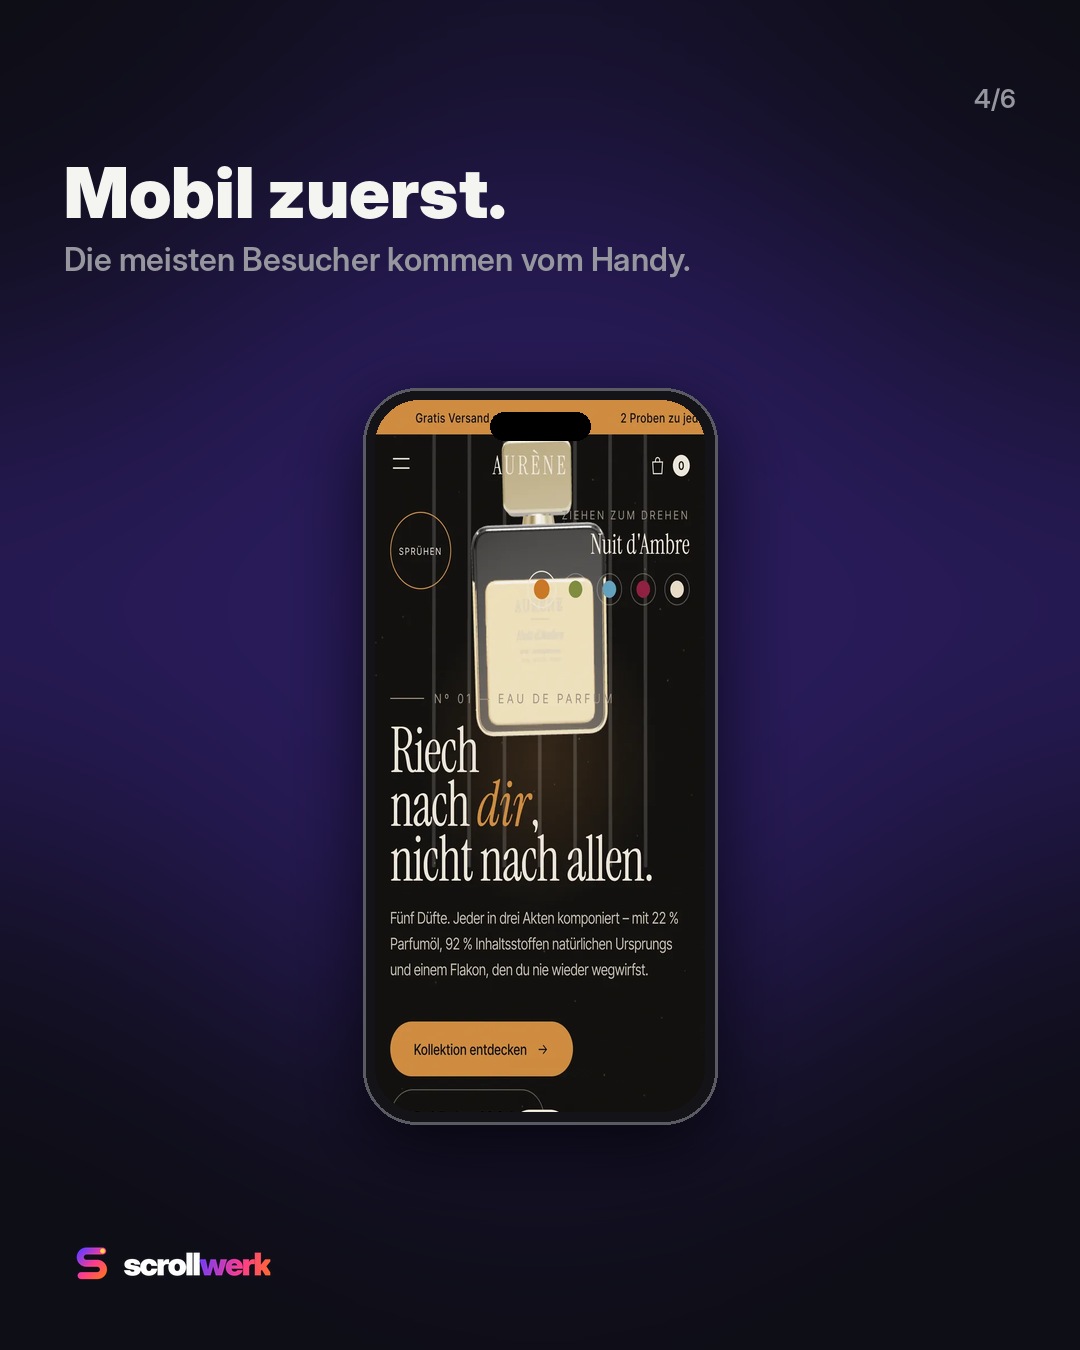 4/6
Mobil zuerst.
Die meisten Besucher kommen vom Handy.
Gratis Versand
2 Proben zu jed
AURÈNE
0
ZIEHEN ZUM DREHEN
SPRÜHEN
Nuit d'Ambre
Nº 01 — EAU DE PARFUM
Riech
nach dir,
nicht nach allen.
Fünf Düfte. Jeder in drei Akten komponiert – mit 22 %
Parfumöl, 92 % Inhaltsstoffen natürlichen Ursprungs
und einem Flakon, den du nie wieder wegwirfst.
Kollektion entdecken →
scrollwerk